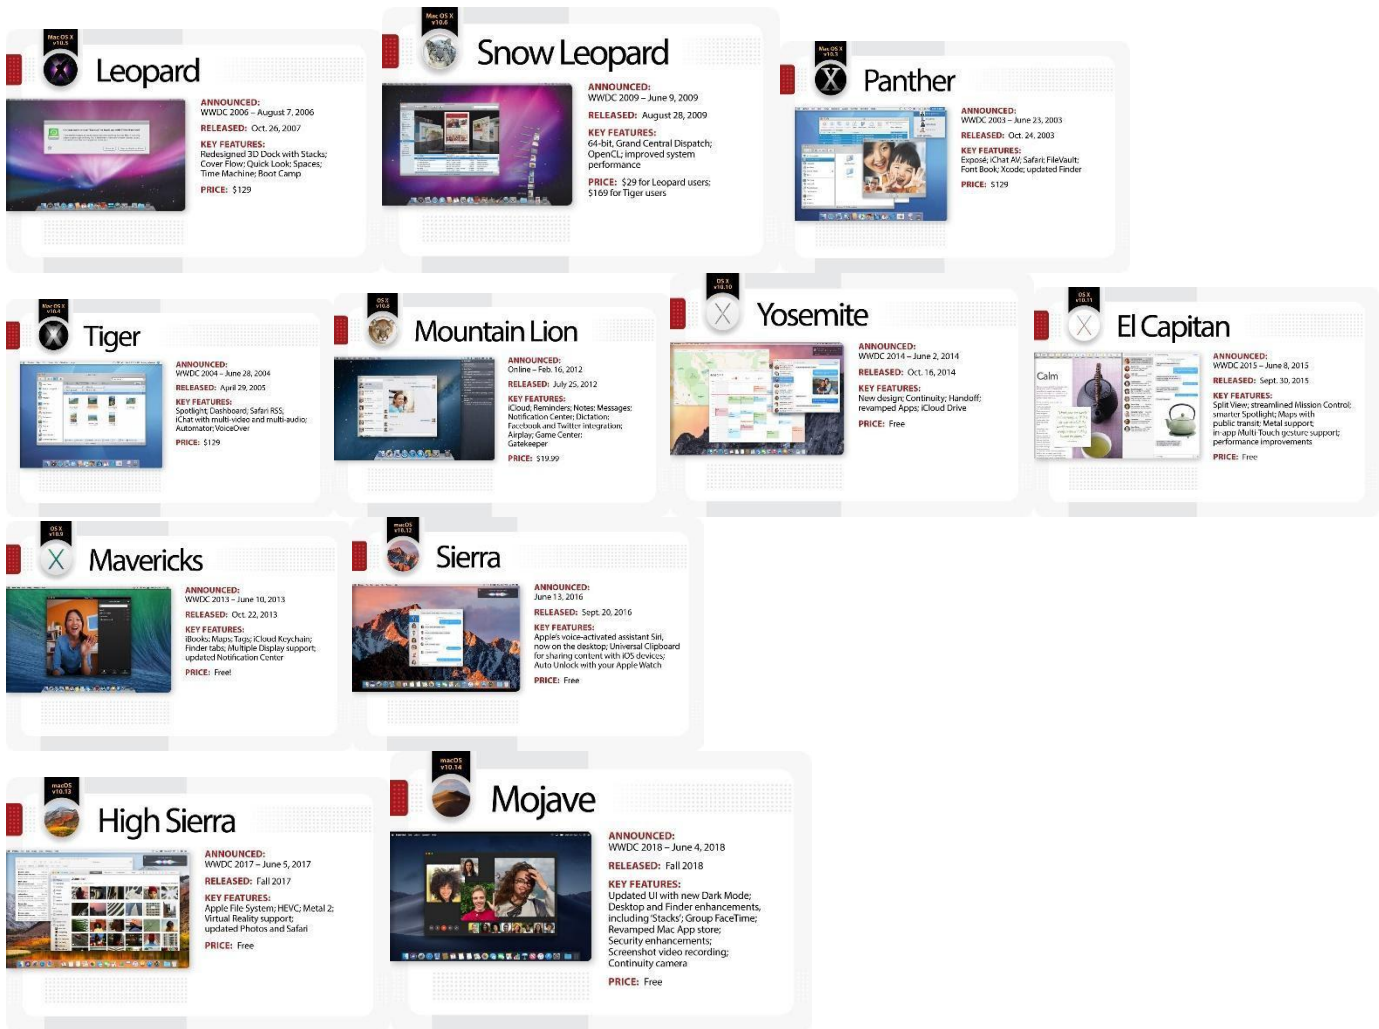 Mac OS X
v10.5
Leopard
ANNOUNCED:
WWDC 2006 – August 7, 2006
RELEASED: Oct. 26, 2007
KEY FEATURES:
Redesigned 3D Dock with Stacks;
Cover Flow; Quick Look; Spaces;
Time Machine; Boot Camp
PRICE: $129
Mac OS X
v10.6
Snow Leopard
ANNOUNCED:
WWDC 2009 – June 9, 2009
RELEASED: August 28, 2009
KEY FEATURES:
64-bit, Grand Central Dispatch;
OpenCL; improved system
performance
PRICE: $29 for Leopard users;
$169 for Tiger users
Mac OS X
v10.3
Panther
ANNOUNCED:
WWDC 2003 – June 23, 2003
RELEASED: Oct. 24, 2003
KEY FEATURES:
Exposé; iChat AV; Safari; FileVault;
Font Book; Xcode; updated Finder
PRICE: $129
Mac OS X
v10.4
Tiger
ANNOUNCED:
WWDC 2004 – June 28, 2004
RELEASED: April 29, 2005
KEY FEATURES:
Spotlight; Dashboard; Safari RSS,
iChat with multi-video and multi-audio;
Automator; VoiceOver
PRICE: $129
OS X
v10.8
Mountain Lion
ANNOUNCED:
Online – Feb. 16, 2012
RELEASED: July 25, 2012
KEY FEATURES:
iCloud; Reminders; Notes; Messages;
Notification Center; Dictation;
Facebook and Twitter integration;
Airplay; Game Center;
Gatekeeper
PRICE: $19.99
OS X
v10.10
Yosemite
ANNOUNCED:
WWDC 2014 – June 2, 2014
RELEASED: Oct. 16, 2014
KEY FEATURES:
New design; Continuity; Handoff;
revamped Apps; iCloud Drive
PRICE: Free
OS X
v10.11
El Capitan
Calm
ANNOUNCED:
WWDC 2015 – June 8, 2015
RELEASED: Sept. 30, 2015
KEY FEATURES:
Split View; streamlined Mission Control;
smarter Spotlight; Maps with
public transit; Metal support;
in-app Multi-Touch gesture support;
performance improvements
PRICE: Free
OS X
v10.9
Mavericks
ANNOUNCED:
WWDC 2013 – June 10, 2013
RELEASED: Oct. 22, 2013
KEY FEATURES:
iBooks; Maps; Tags; iCloud Keychain;
Finder tabs; Multiple Display support;
updated Notification Center
PRICE: Free!
macOS
v10.12
Sierra
ANNOUNCED:
June 13, 2016
RELEASED: Sept. 20, 2016
KEY FEATURES:
Apple's voice-activated assistant Siri,
now on the desktop; Universal Clipboard
for sharing content with iOS devices;
Auto Unlock with your Apple Watch
PRICE: Free
macOS
v10.13
High Sierra
ANNOUNCED:
WWDC 2017 – June 5, 2017
RELEASED: Fall 2017
KEY FEATURES:
Apple File System; HEVC; Metal 2;
Virtual Reality support;
updated Photos and Safari
PRICE: Free
macOS
v10.14
Mojave
ANNOUNCED:
WWDC 2018 – June 4, 2018
RELEASED: Fall 2018
KEY FEATURES:
Updated UI with new Dark Mode;
Desktop and Finder enhancements,
including 'Stacks'; Group FaceTime;
Revamped Mac App store;
Security enhancements;
Screenshot video recording;
Continuity camera
PRICE: Free